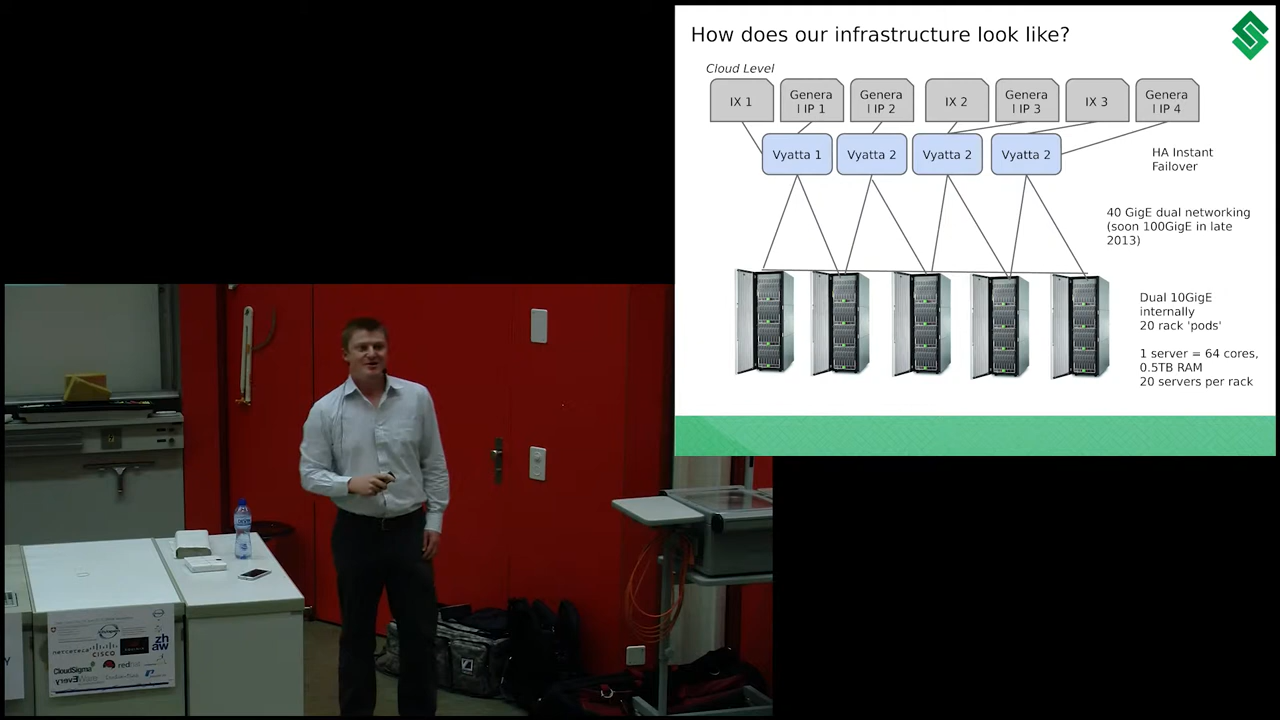 How does our infrastructure look like?
Cloud Level
IX 1
Genera
l IP 1
Genera
l IP 2
IX 2
Genera
l IP 3
IX 3
Genera
l IP 4
Vyatta 1
Vyatta 2
Vyatta 2
Vyatta 2
HA Instant
Failover
40 GigE dual networking
(soon 100GigE in late
2013)
Dual 10GigE
internally
20 rack 'pods'
1 server = 64 cores,
0.5TB RAM
20 servers per rack
netcetera
CISCO
zh
aw
CloudSigma
red